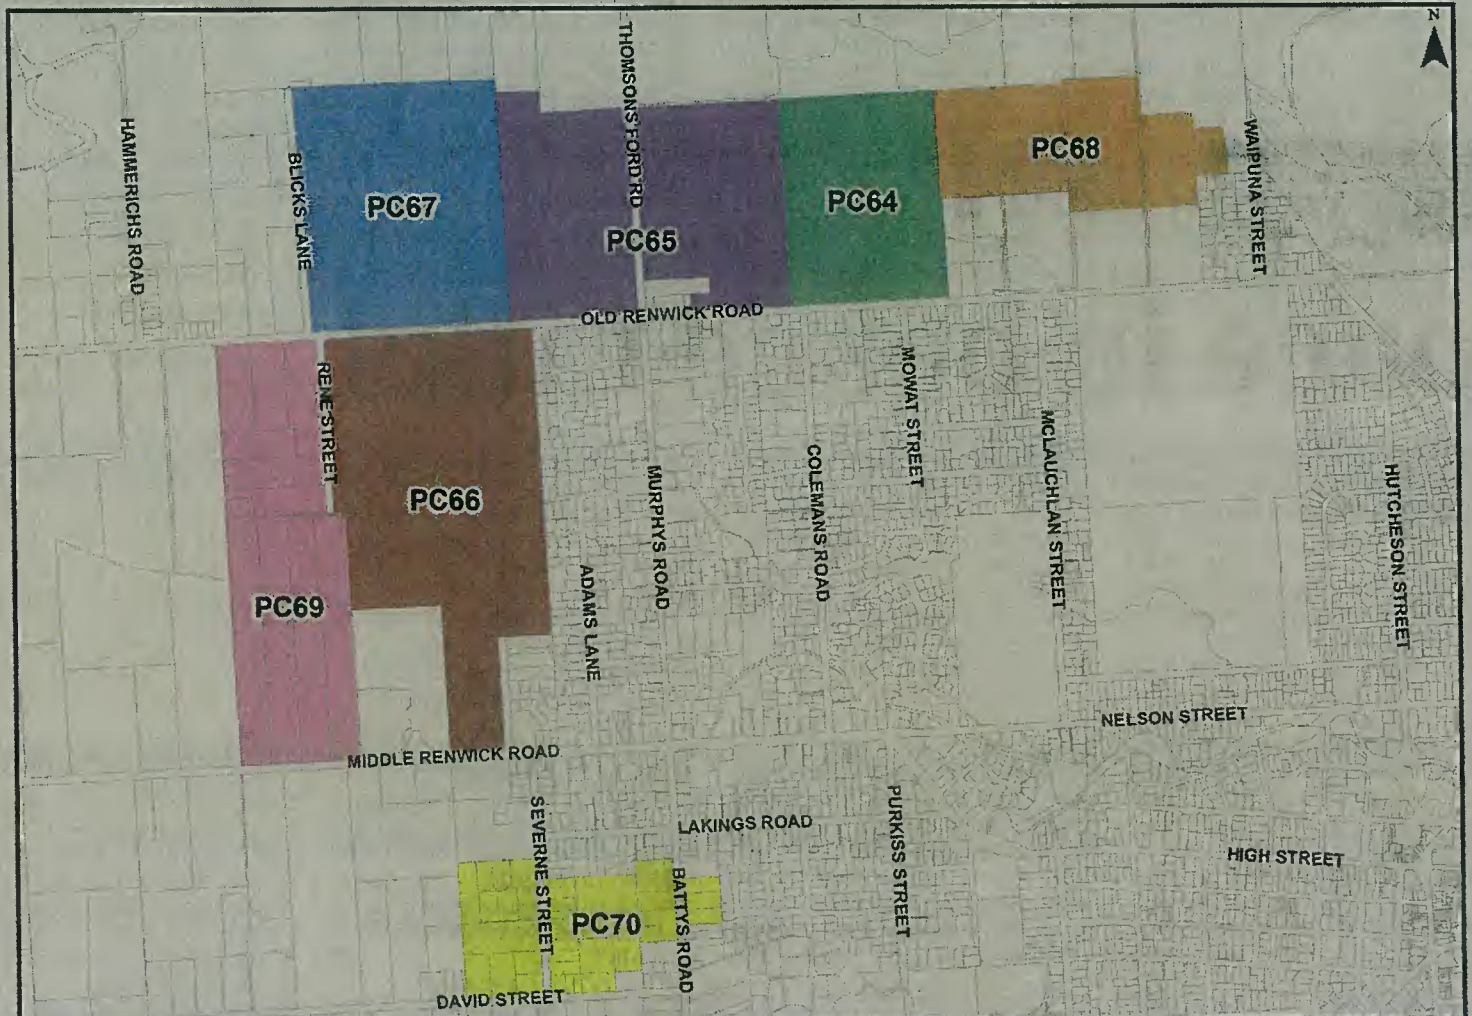 N
THOMSONS FORD RD
HAMMERICHS ROAD
BLICKS LANE
WAIPUNA STREET
PC68
PC67
PC64
PC65
OLD RENWICK ROAD
RENE STREET
MOWAT STREET
MCLAUCHLAN STREET
COLEMANS ROAD
MURPHYS ROAD
HUTCHESON STREET
PC66
PC69
ADAMS LANE
NELSON STREET
MIDDLE RENWICK ROAD
SEVERNE STREET
LAKINGS ROAD
PURKISS STREET
HIGH STREET
BATTYS ROAD
PC70
DAVID STREET